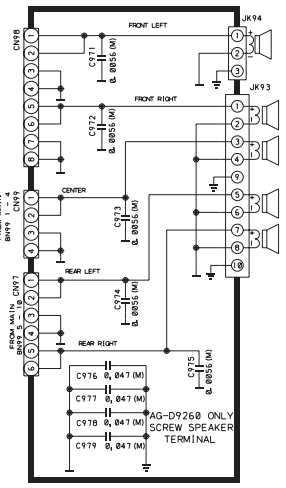 FRONT LEFT
JK94
CN98
1
2
3
4
5
6
7
8
C971
0.0056(M)
1
2
3
JK93
FRONT RIGHT
C972
0.0056(M)
1
2
3
4
9
5
6
7
8
10
CENTER
CN99
1
2
3
4
BN99 1 - 4
C973
0.0056(M)
REAR LEFT
CN97
1
2
3
4
5
6
FROM MAIN
BN99 5 - 10
C974
0.0056(M)
REAR RIGHT
C975
0.0056(M)
C976 0,047(M)
C977 0,047(M)
C978 0,047(M)
C979 0,047(M)
AG-D9260 ONLY
SCREW SPEAKER
TERMINAL